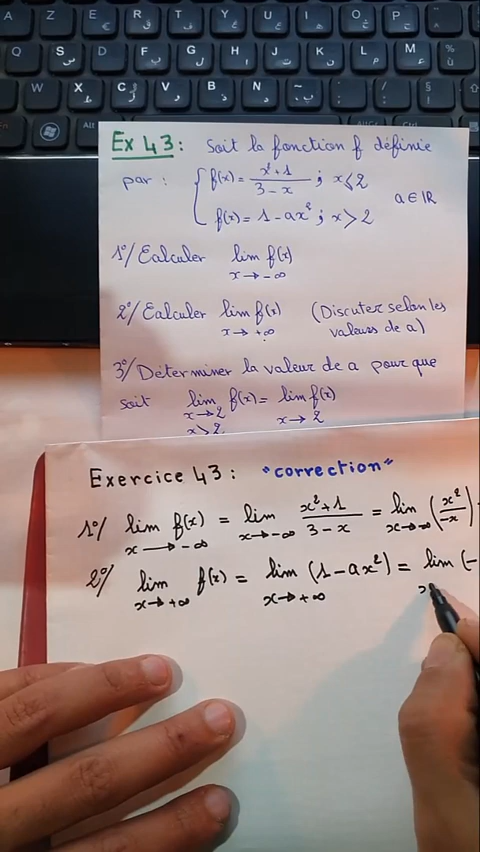 A Z E R T Y U I O P
Q S D F G H J K L M %
W X C V B N ? . / §
Alt
Ex 43 : Soit la fonction f définie
par : { f(x) = x²+1 / 3-x ; x ⩽ 2
f(x) = 1 - ax² ; x > 2 a ∈ ℝ
1°/ Calculer lim f(x)
x → -∞
2°/ Calculer lim f(x) (Discuter selon les
x → +∞ valeurs de a)
3°/ Déterminer la valeur de a pour que
soit lim f(x) = lim f(x)
x → 2 x → 2
x > 2
Exercice 43 : "correction"
1°/ lim f(x) = lim x²+1 / 3-x = lim (x²/-x)
x → -∞ x → -∞ x → -∞
2°/ lim f(x) = lim (1 - ax²) = lim (-
x → +∞ x → +∞ x